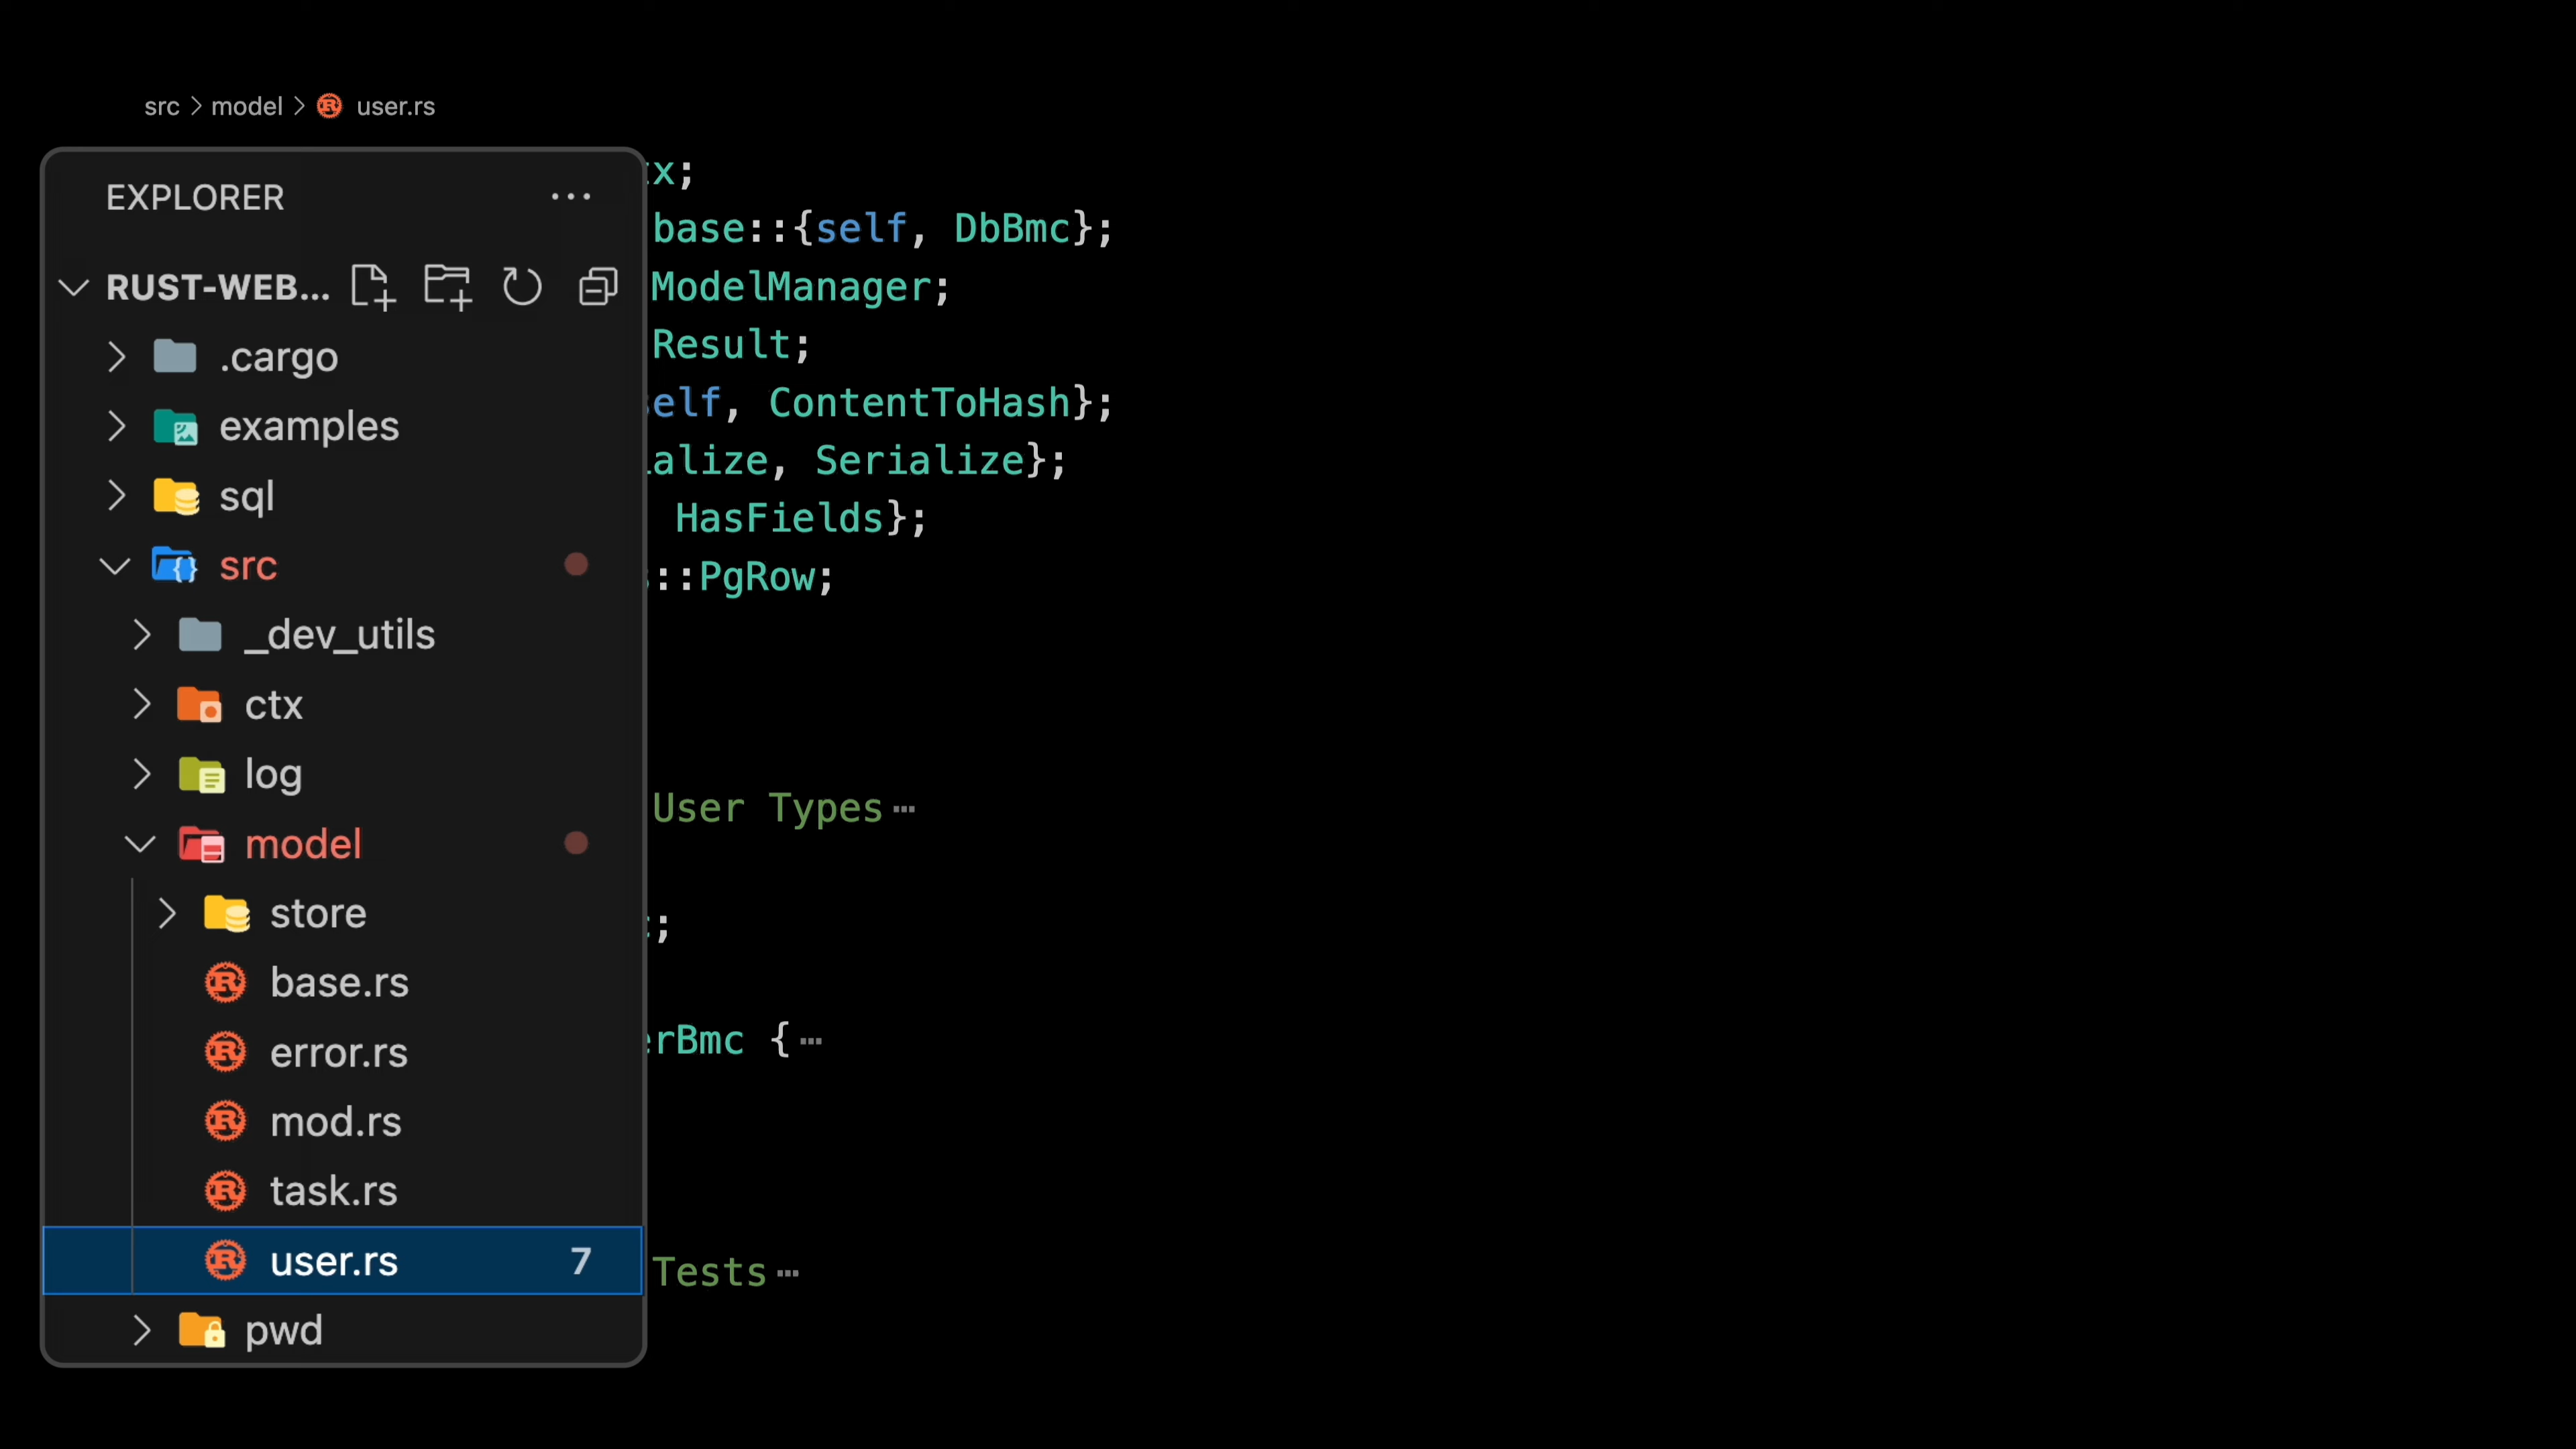 src > model > user.rs
EXPLORER ...
RUST-WEB...
.cargo
examples
sql
src
_dev_utils
ctx
log
model
store
base.rs
error.rs
mod.rs
task.rs
user.rs 7
pwd
x;
base::{self, DbBmc};
ModelManager;
Result;
elf, ContentToHash};
alize, Serialize};
HasFields};
::PgRow;
User Types ...
;
erBmc { ...
Tests ...